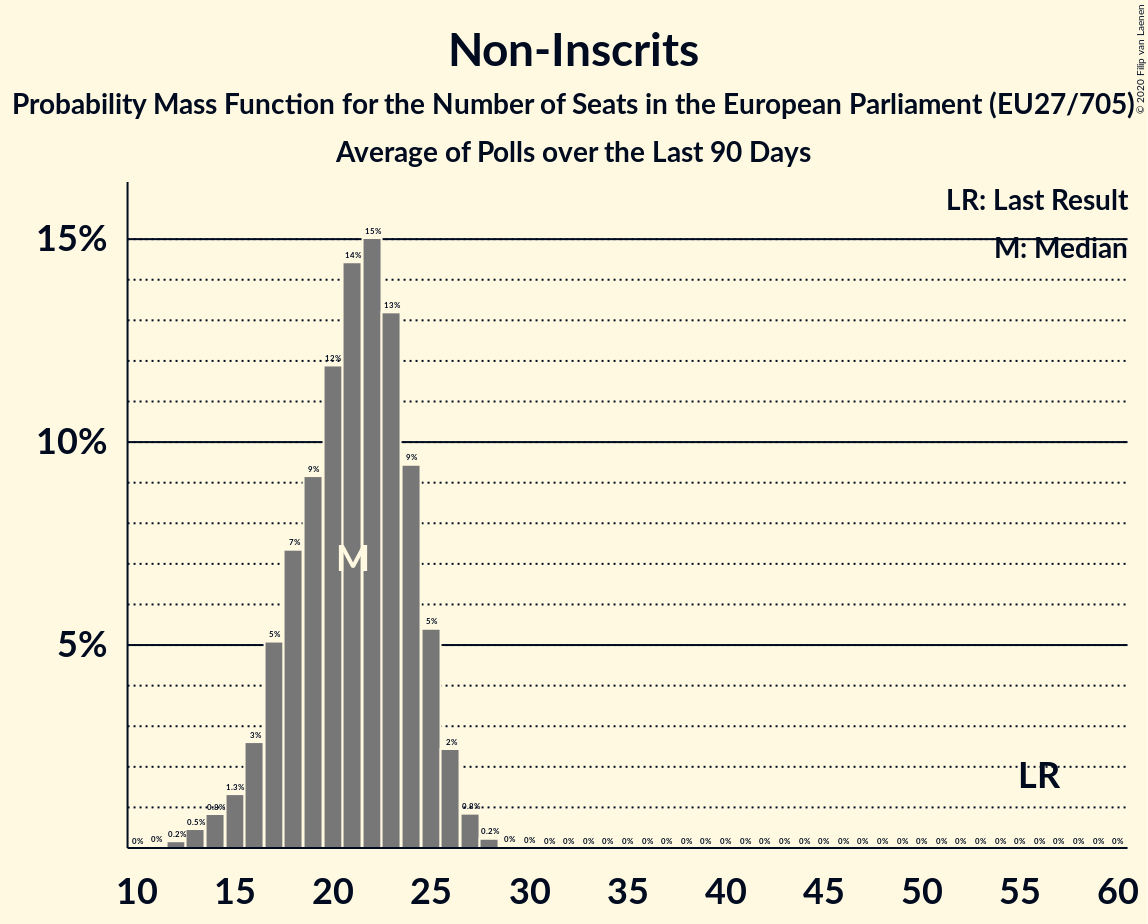 Non-Inscrits
Probability Mass Function for the Number of Seats in the European Parliament (EU27/705)
Average of Polls over the Last 90 Days
© 2020 Filip van Laenen
LR: Last Result
M: Median
15%
10%
5%
0% 0% 0.2% 0.5% 0.8% 1.3% 3% 5% 7% 9% 12% 14% 15% 13% 9% 5% 2% 0.8% 0.2% 0% 0% 0% 0% 0% 0% 0% 0% 0% 0% 0% 0% 0% 0% 0% 0% 0% 0% 0% 0% 0% 0% 0% 0% 0% 0% 0% 0% 0% 0% 0% 0%
M
LR
10 15 20 25 30 35 40 45 50 55 60